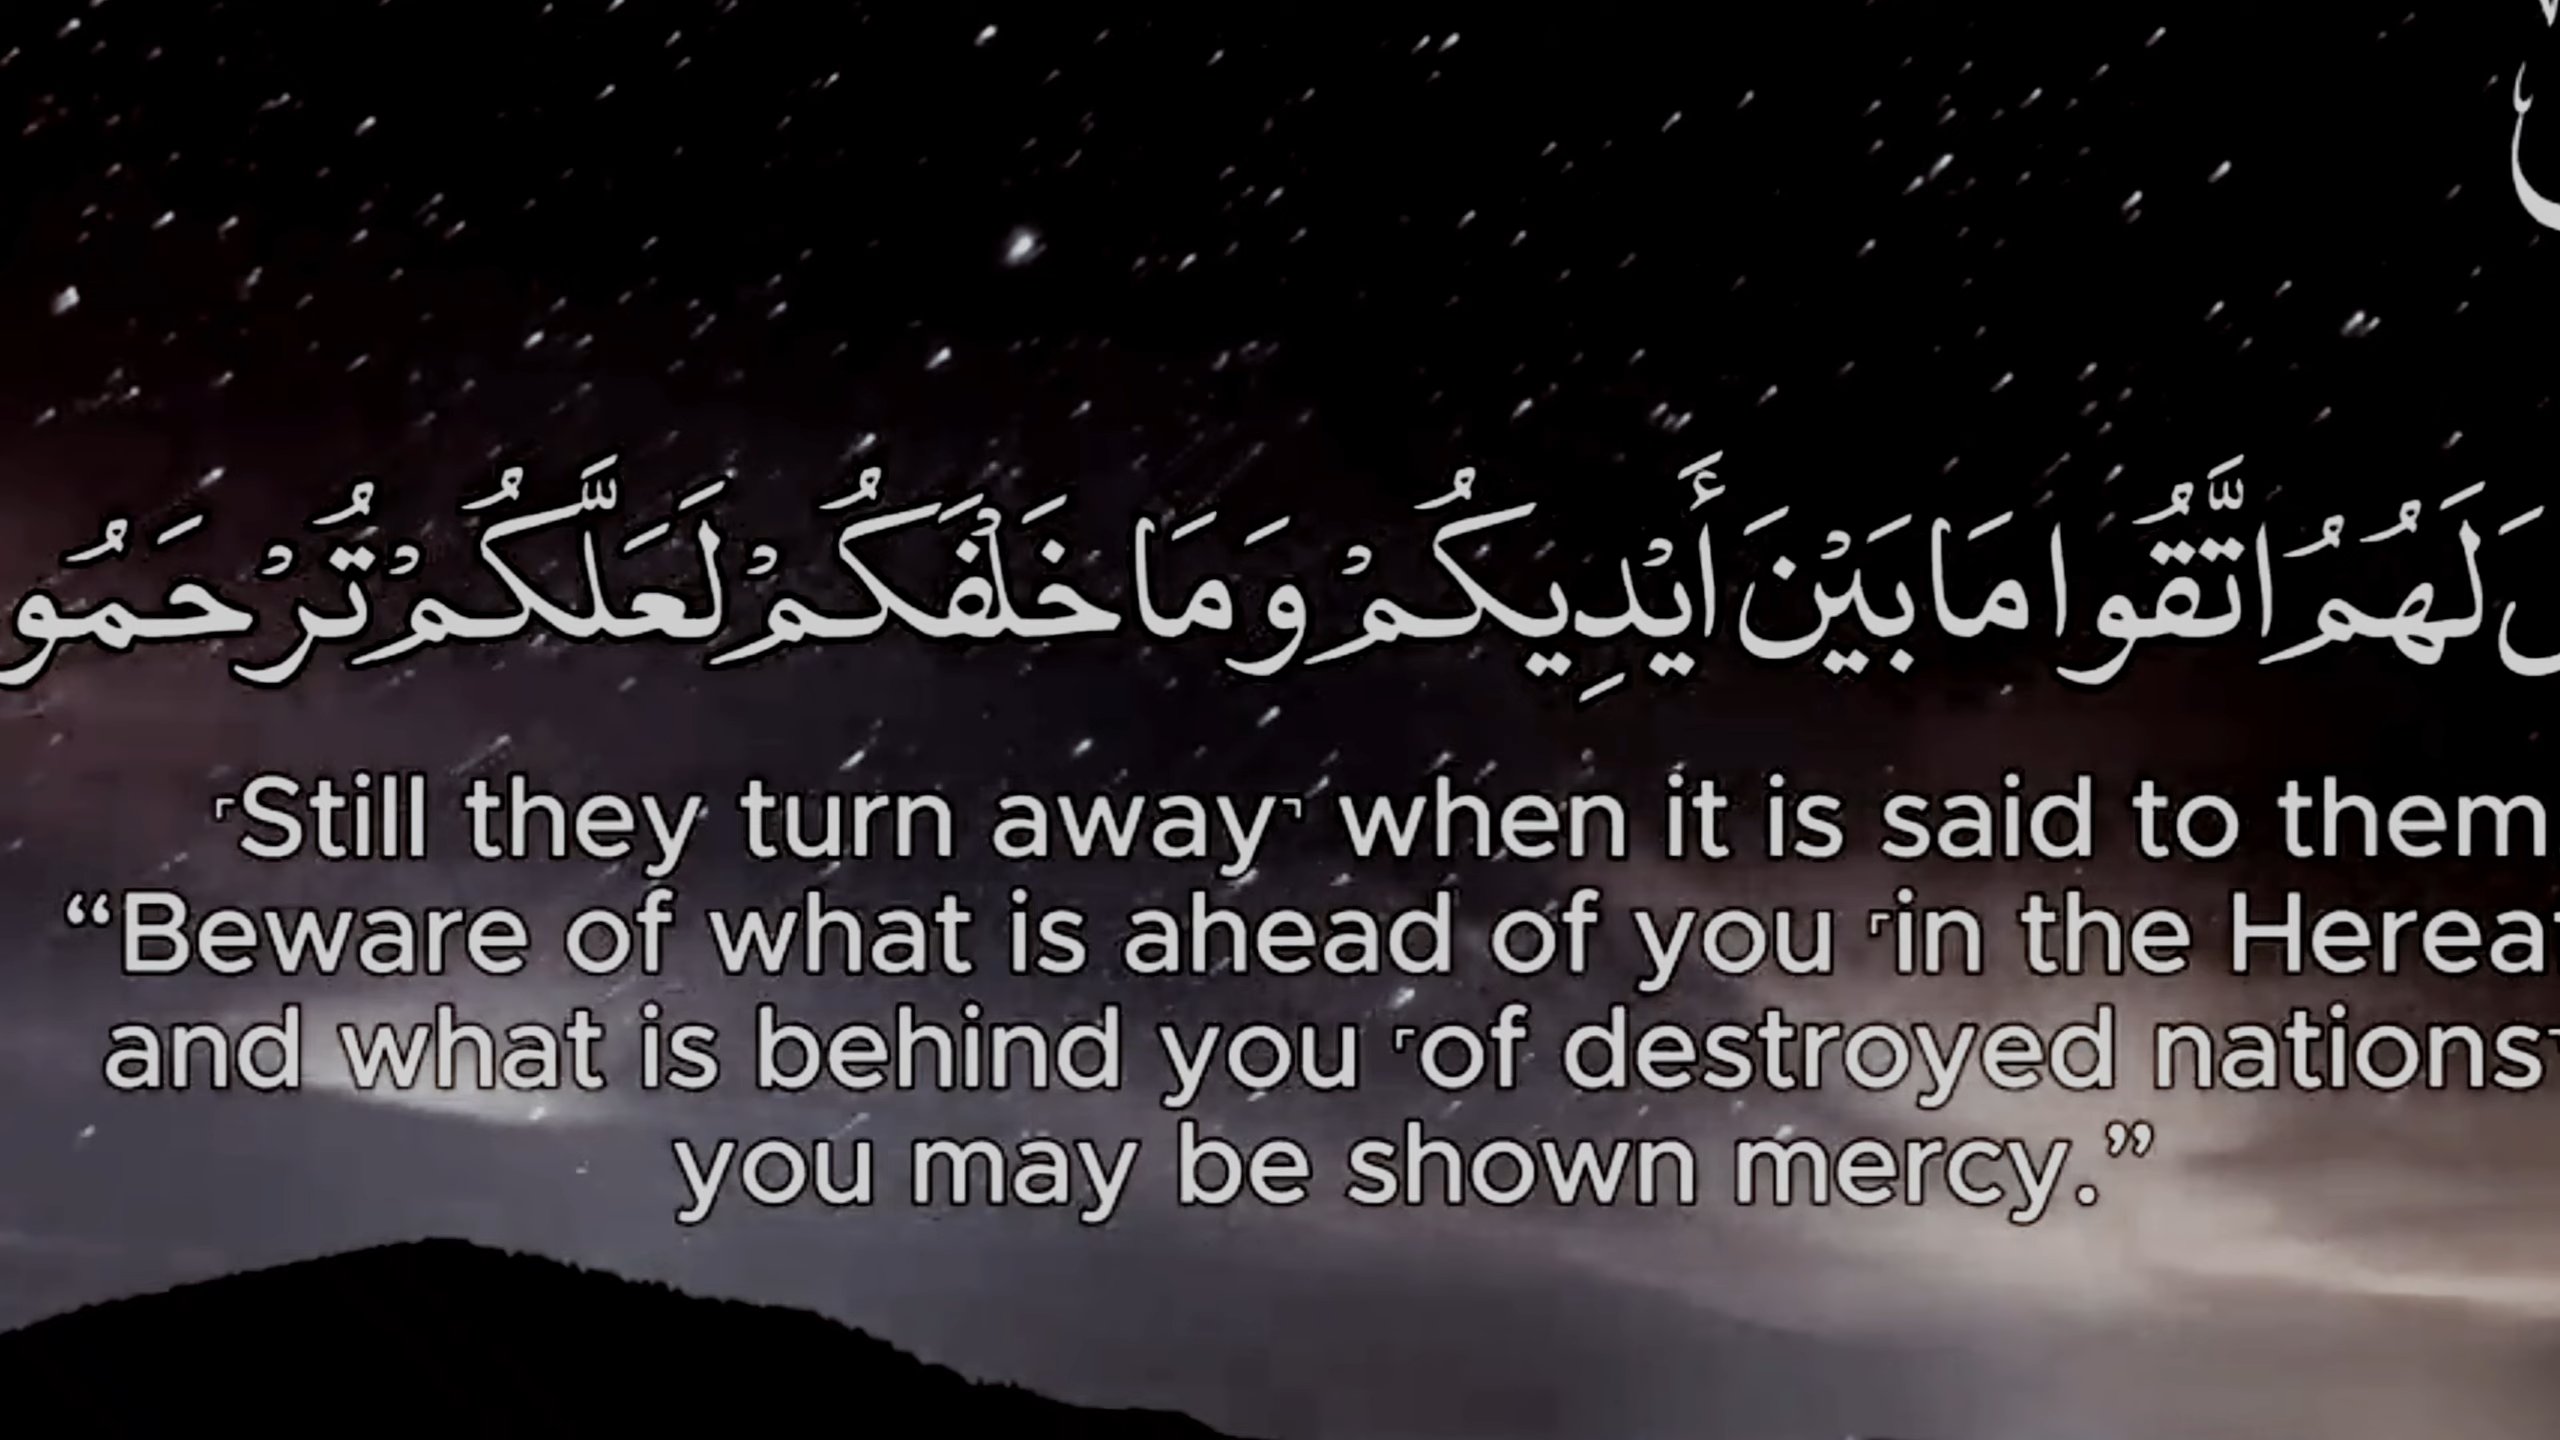 لَهُمُ اتَّقُوا مَا بَيْنَ أَيْدِيكُمْ وَمَا خَلْفَكُمْ لَعَلَّكُمْ
⸢Still they turn away⸣ when it is said to them
“Beware of what is ahead of you ⸢in the
and what is behind you ⸢of destroyed nations⸣
you may be shown mercy.”